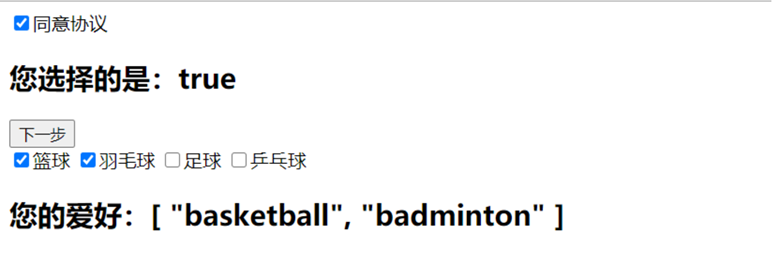 同意协议
您选择的是：true
下一步
篮球 羽毛球 足球 乒乓球
您的爱好：[ "basketball", "badminton" ]